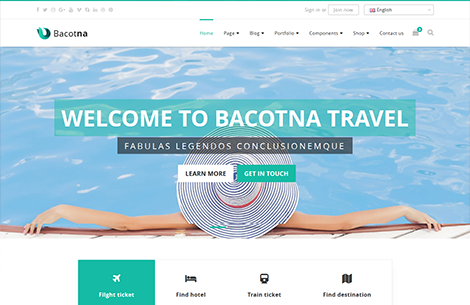 Sign in or Join now English
Bacotna
Home Page Blog Portfolio Components Shop Contact us
WELCOME TO BACOTNA TRAVEL
FABULAS LEGENDOS CONCLUSIONEMQUE
LEARN MORE GET IN TOUCH
Flight ticket Find hotel Train ticket Find destination